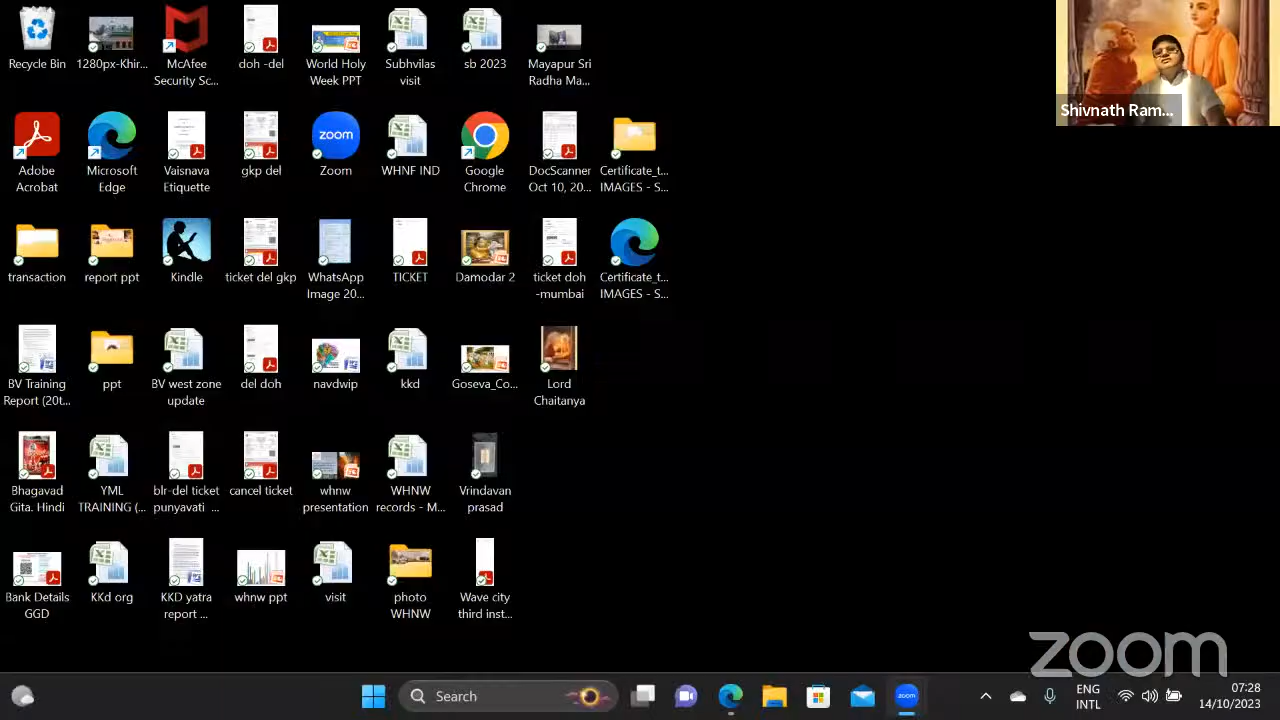 Recycle Bin
1280px-Khir...
McAfee
Security Sc...
doh -del
World Holy
Week PPT
Subhvilas
visit
sb 2023
Mayapur Sri
Radha Ma...
Shivnath Ram...
Adobe
Acrobat
Microsoft
Edge
Vaisnava
Etiquette
gkp del
zoom
Zoom
WHNF IND
Google
Chrome
DocScanner
Oct 10, 20...
Certificate_t...
IMAGES - S...
transaction
report ppt
Kindle
ticket del gkp
WhatsApp
Image 20...
TICKET
Damodar 2
ticket doh
-mumbai
Certificate_t...
IMAGES - S...
BV Training
Report (20t...
ppt
BV west zone
update
del doh
navdwip
kkd
Goseva_Co...
Lord
Chaitanya
Bhagavad
Gita. Hindi
YML
TRAINING (...
blr-del ticket
punyavati ...
cancel ticket
whnw
presentation
WHNW
records - M...
Vrindavan
prasad
Bank Details
GGD
KKd org
KKD yatra
report ...
whnw ppt
visit
photo
WHNW
Wave city
third inst...
zoom
Search
zoom
ENG
INTL
07:28
14/10/2023